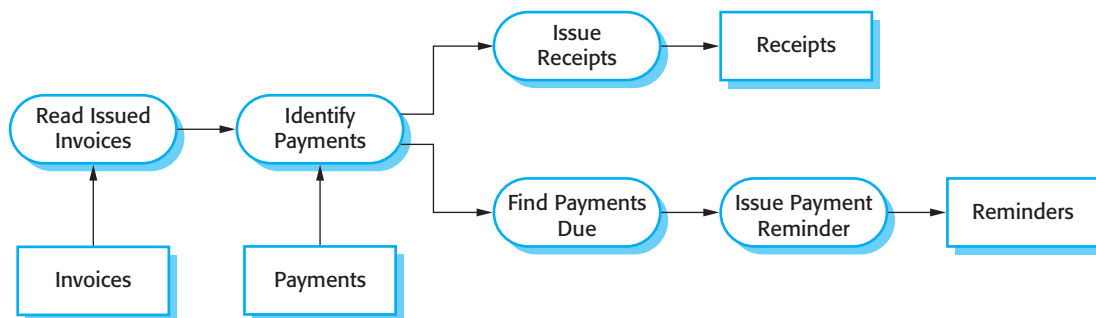 Issue
Receipts
Receipts
Read Issued
Invoices
Identify
Payments
Find Payments
Due
Issue Payment
Reminder
Reminders
Invoices
Payments